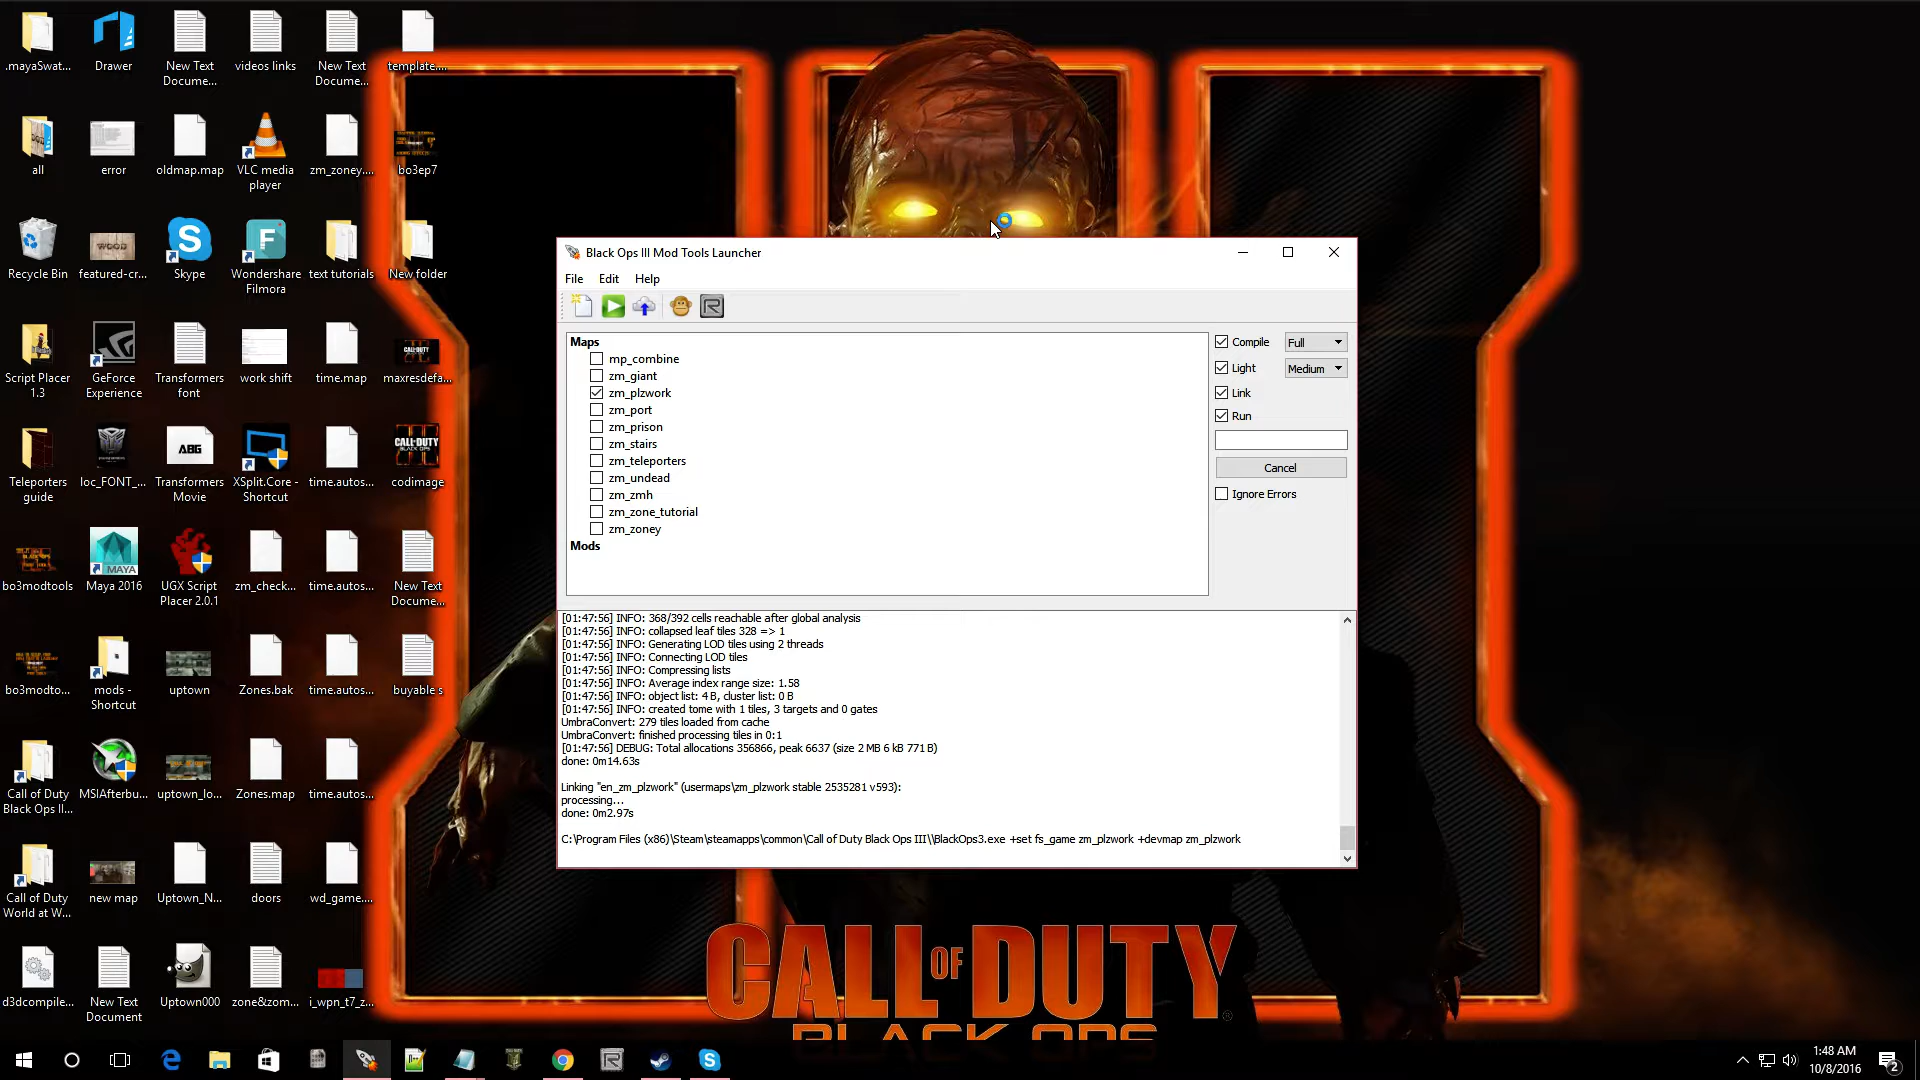 .mayaSwat...
Drawer
New Text
Docume...
videos links
New Text
Docume...
template....
all
error
oldmap.map
VLC media
player
zm_zoney....
bo3ep7
Recycle Bin
featured-cr...
Skype
Wondershare
Filmora
text tutorials
New folder
Script Placer
1.3
GeForce
Experience
Transformers
font
work shift
time.map
maxresdefa...
Teleporters
guide
loc_FONT_...
Transformers
Movie
XSplit.Core -
Shortcut
time.autos...
codimage
bo3modtools
Maya 2016
UGX Script
Placer 2.0.1
zm_check...
time.autos...
New Text
Docume...
bo3modto...
mods -
Shortcut
uptown
Zones.bak
time.autos...
buyable s
Call of Duty
Black Ops II...
MSIAfterbu...
uptown_lo...
Zones.map
time.autos...
Call of Duty
World at W...
new map
Uptown_N...
doors
wd_game....
d3dcompile...
New Text
Document
Uptown000
zone&zom...
i_wpn_t7_z...
Black Ops III Mod Tools Launcher
File Edit Help
Maps
mp_combine
zm_giant
zm_plzwork
zm_port
zm_prison
zm_stairs
zm_teleporters
zm_undead
zm_zmh
zm_zone_tutorial
zm_zoney
Mods
Compile Full
Light Medium
Link
Run
Cancel
Ignore Errors
[01:47:56] INFO: 368/392 cells reachable after global analysis
[01:47:56] INFO: collapsed leaf tiles 328 => 1
[01:47:56] INFO: Generating LOD tiles using 2 threads
[01:47:56] INFO: Connecting LOD tiles
[01:47:56] INFO: Compressing lists
[01:47:56] INFO: Average index range size: 1.58
[01:47:56] INFO: object list: 4 B, cluster list: 0 B
[01:47:56] INFO: created tome with 1 tiles, 3 targets and 0 gates
UmbraConvert: 279 tiles loaded from cache
UmbraConvert: finished processing tiles in 0:1
[01:47:56] DEBUG: Total allocations 356866, peak 6637 (size 2 MB 6 kB 771 B)
done: 0m14.63s
Linking "en_zm_plzwork" (usermaps\zm_plzwork stable 2535281 v593):
processing...
done: 0m2.97s
C:\Program Files (x86)\Steam\steamapps\common\Call of Duty Black Ops III\\BlackOps3.exe +set fs_game zm_plzwork +devmap zm_plzwork
CALL OF DUTY
BLACK OPS
1:48 AM
10/8/2016
2